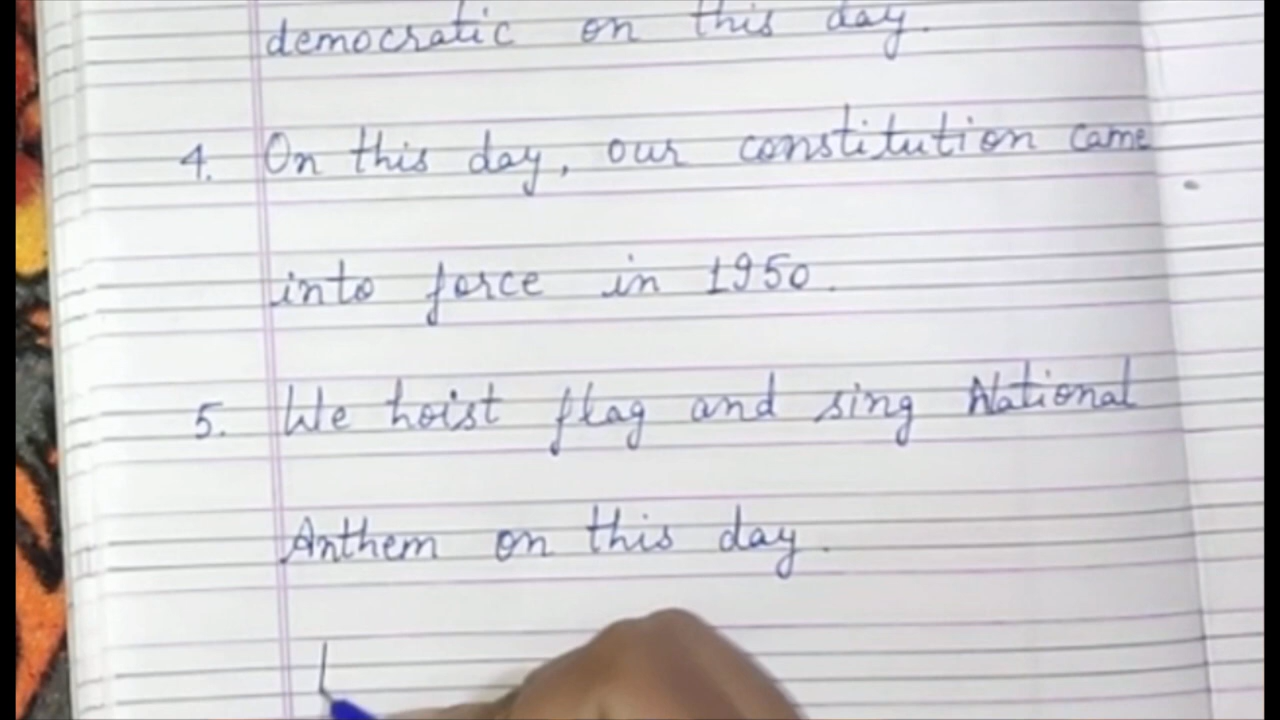 democratic on this day.
4. On this day, our constitution came
into force in 1950.
5. We hoist flag and sing National
Anthem on this day.